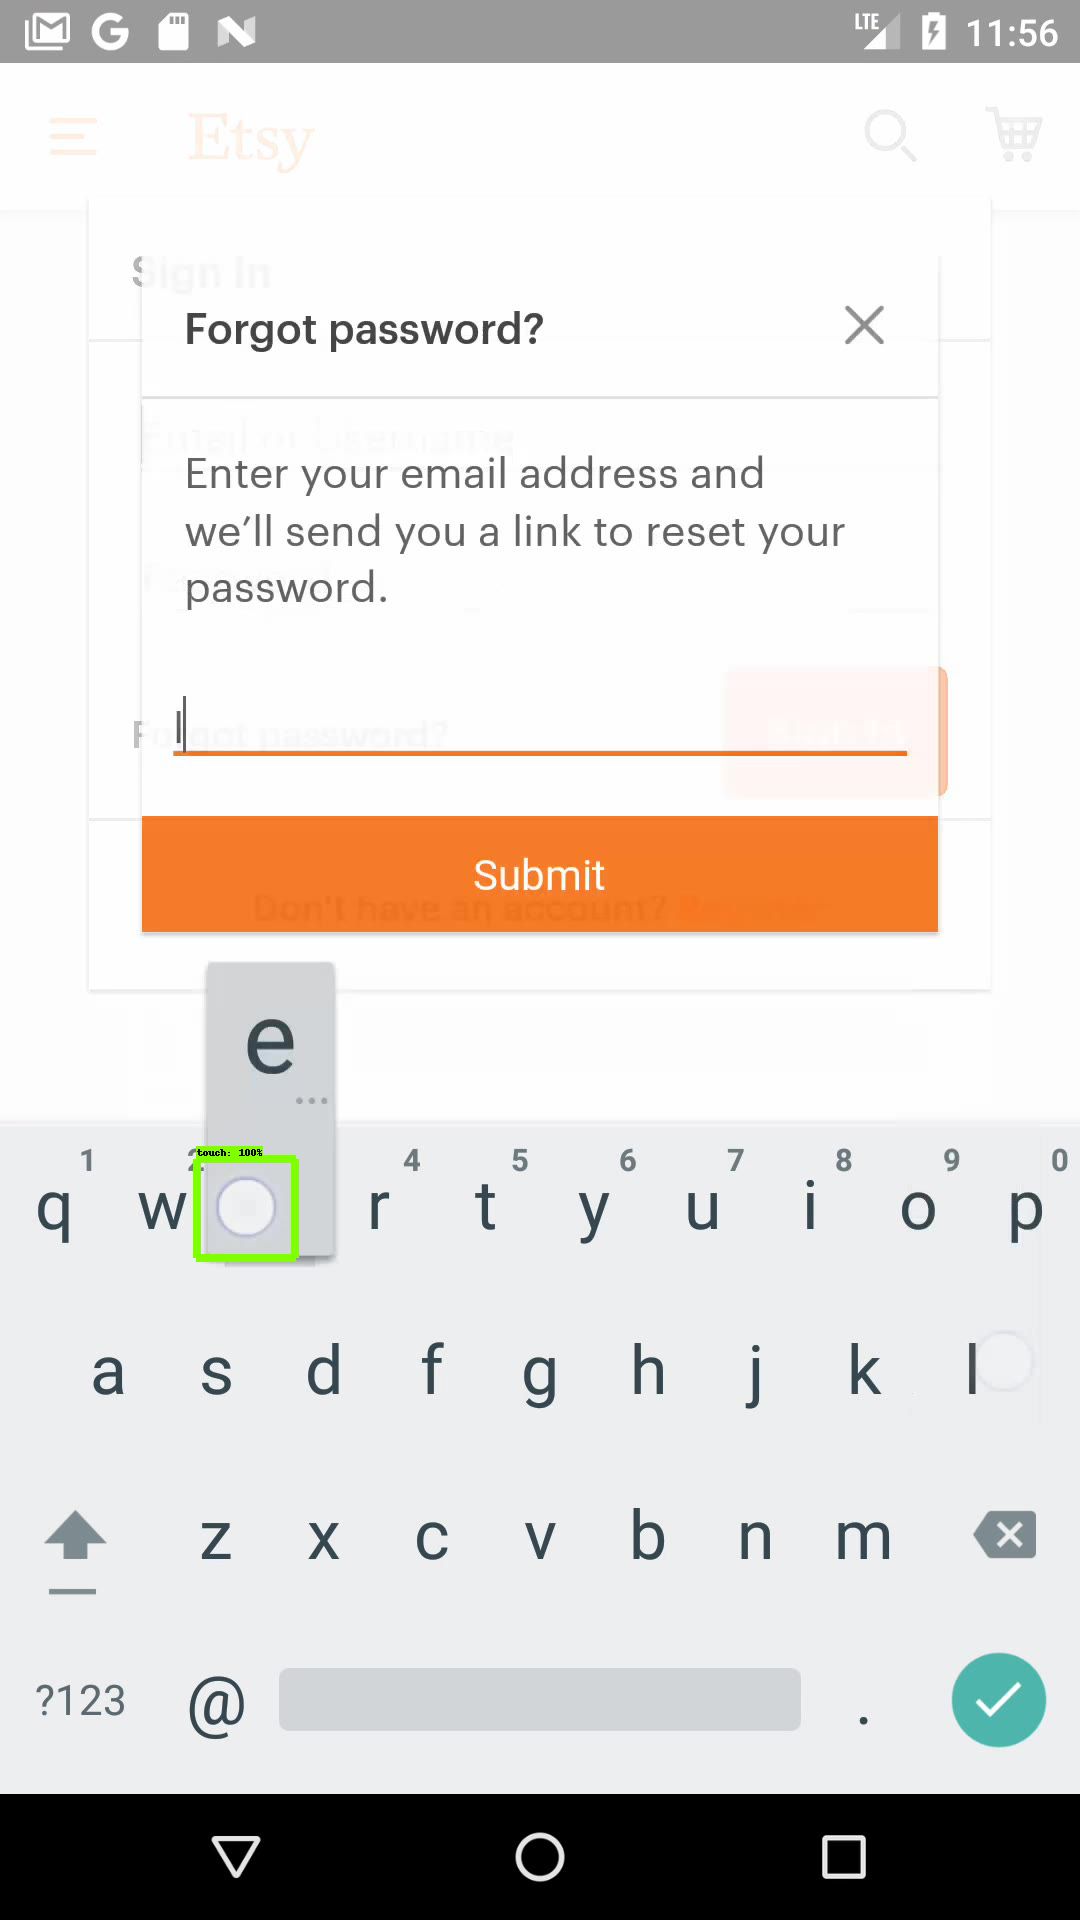 LTE 11:56
Etsy
Sign In
Forgot password?
Enter your email address and
we’ll send you a link to reset your
password.
Forgot password?
l
Submit
Don't have an account? Register
e
...
touch: 100%
1 2 4 5 6 7 8 9 0
q w r t y u i o p
a s d f g h j k l
z x c v b n m
?123 @ .